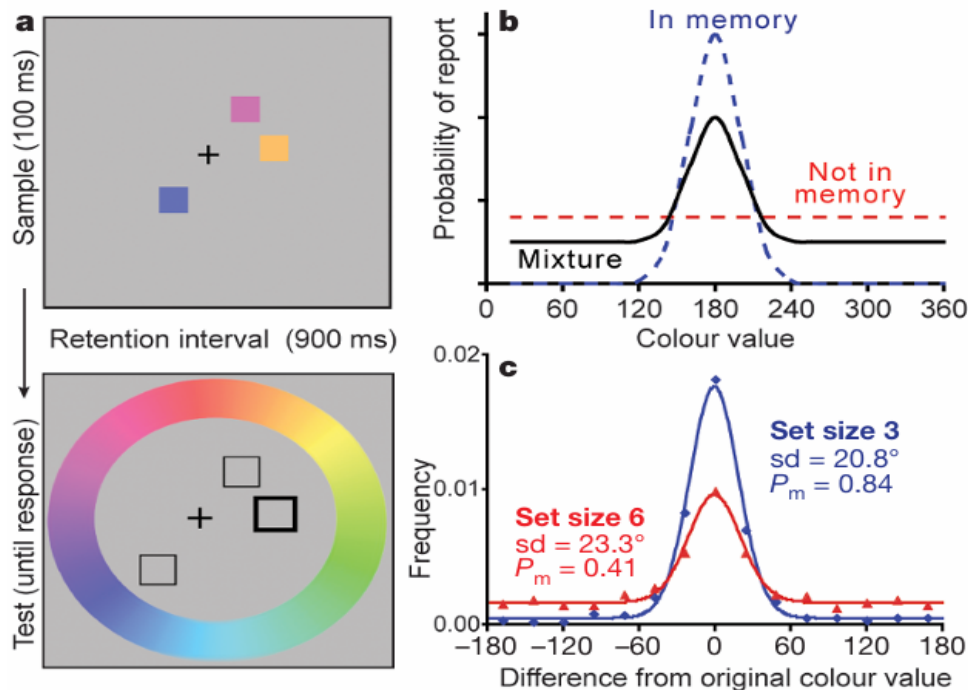 a
Sample (100 ms)
Retention interval (900 ms)
Test (until response)
b
In memory
Not in
memory
Mixture
Probability of report
0 60 120 180 240 300 360
Colour value
c
0.02
0.01
0.00
Frequency
Set size 3
sd = 20.8°
Pm = 0.84
Set size 6
sd = 23.3°
Pm = 0.41
−180 −120 −60 0 60 120 180
Difference from original colour value